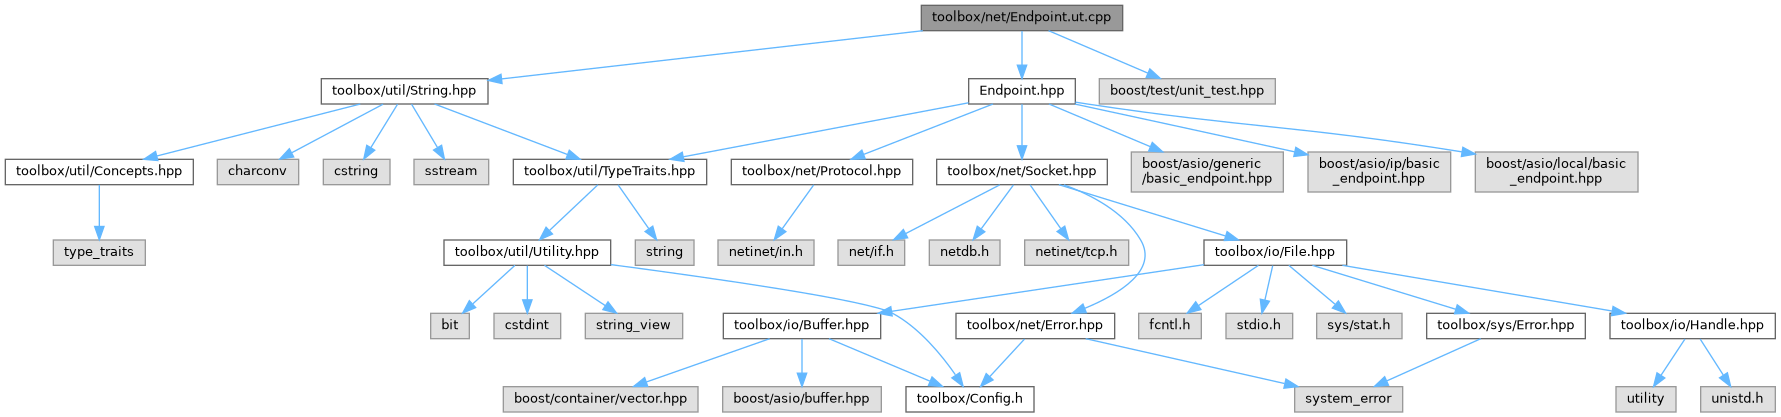 toolbox/net/Endpoint.ut.cpp
toolbox/util/String.hpp
Endpoint.hpp
boost/test/unit_test.hpp
toolbox/util/Concepts.hpp
charconv
cstring
sstream
toolbox/util/TypeTraits.hpp
toolbox/net/Protocol.hpp
toolbox/net/Socket.hpp
boost/asio/generic
/basic_endpoint.hpp
boost/asio/ip/basic
_endpoint.hpp
boost/asio/local/basic
_endpoint.hpp
type_traits
toolbox/util/Utility.hpp
string
netinet/in.h
net/if.h
netdb.h
netinet/tcp.h
toolbox/io/File.hpp
bit
cstdint
string_view
toolbox/io/Buffer.hpp
toolbox/net/Error.hpp
fcntl.h
stdio.h
sys/stat.h
toolbox/sys/Error.hpp
toolbox/io/Handle.hpp
boost/container/vector.hpp
boost/asio/buffer.hpp
toolbox/Config.h
system_error
utility
unistd.h